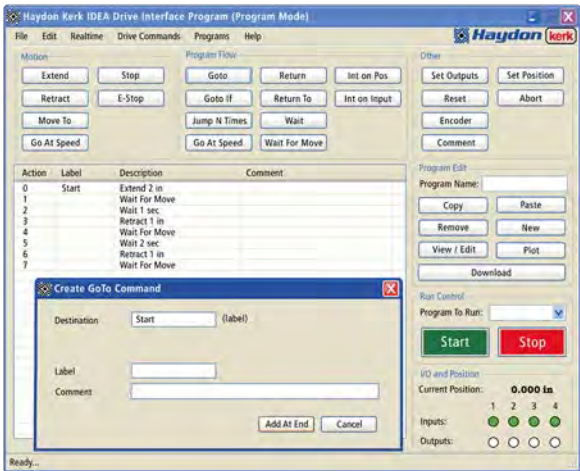 Haydon Kerk IDEA Drive Interface Program (Program Mode)
File Edit Realtime Drive Commands Programs Help
Haydon kerk
Motion
Extend Stop
Retract E-Stop
Move To
Go At Speed
Program Flow
Goto Return Int on Pos
Goto If Return To Int on Input
Jump N Times Wait
Go At Speed Wait For Move
Other
Set Outputs Set Position
Reset Abort
Encoder
Comment
Action Label Description Comment
0 Start Extend 2 in
1 Wait For Move
2 Wait 1 sec
3 Retract 1 in
4 Wait For Move
5 Wait 2 sec
6 Retract 1 in
7 Wait For Move
Program Edit
Program Name:
Copy Paste
Remove New
View / Edit Plot
Download
Run Control
Program To Run:
Start Stop
I/O and Position
Current Position: 0.000 in
1 2 3 4
Inputs:
Outputs:
Create GoTo Command
Destination Start (label)
Label
Comment
Add At End Cancel
Ready...